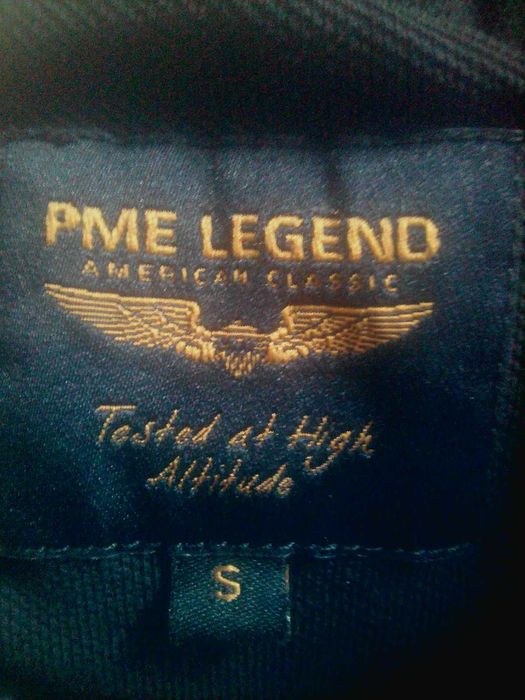 PME LEGEND
AMERICAN CLASSIC
Tested at High
Altitude
S